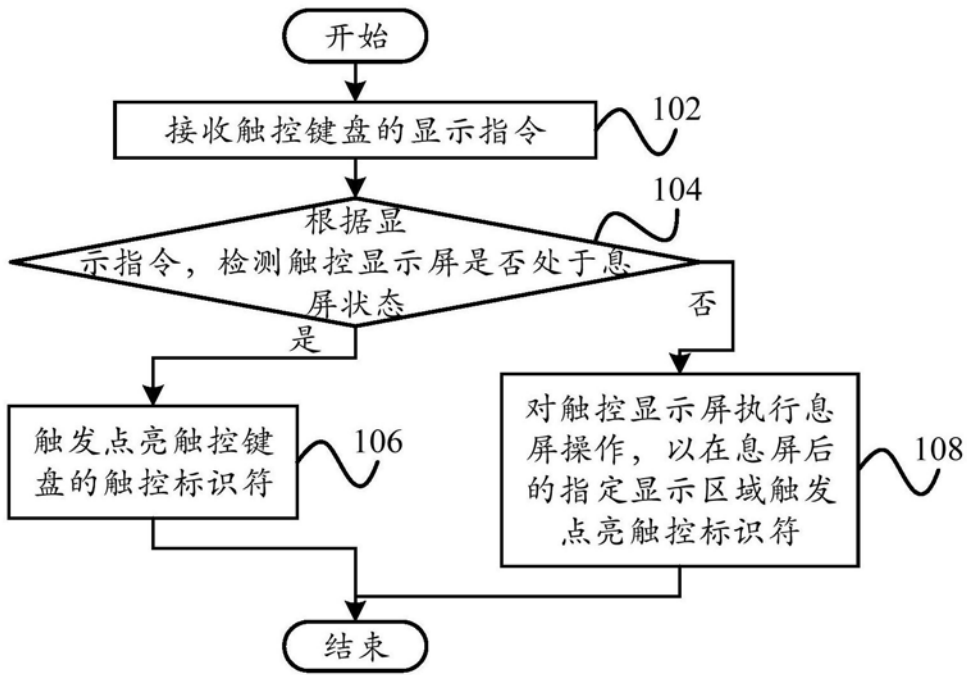 开始
接收触控键盘的显示指令
102
根据显
示指令，检测触控显示屏是否处于息
屏状态
104
是
否
触发点亮触控键
盘的触控标识符
106
对触控显示屏执行息
屏操作，以在息屏后
的指定显示区域触发
点亮触控标识符
108
结束